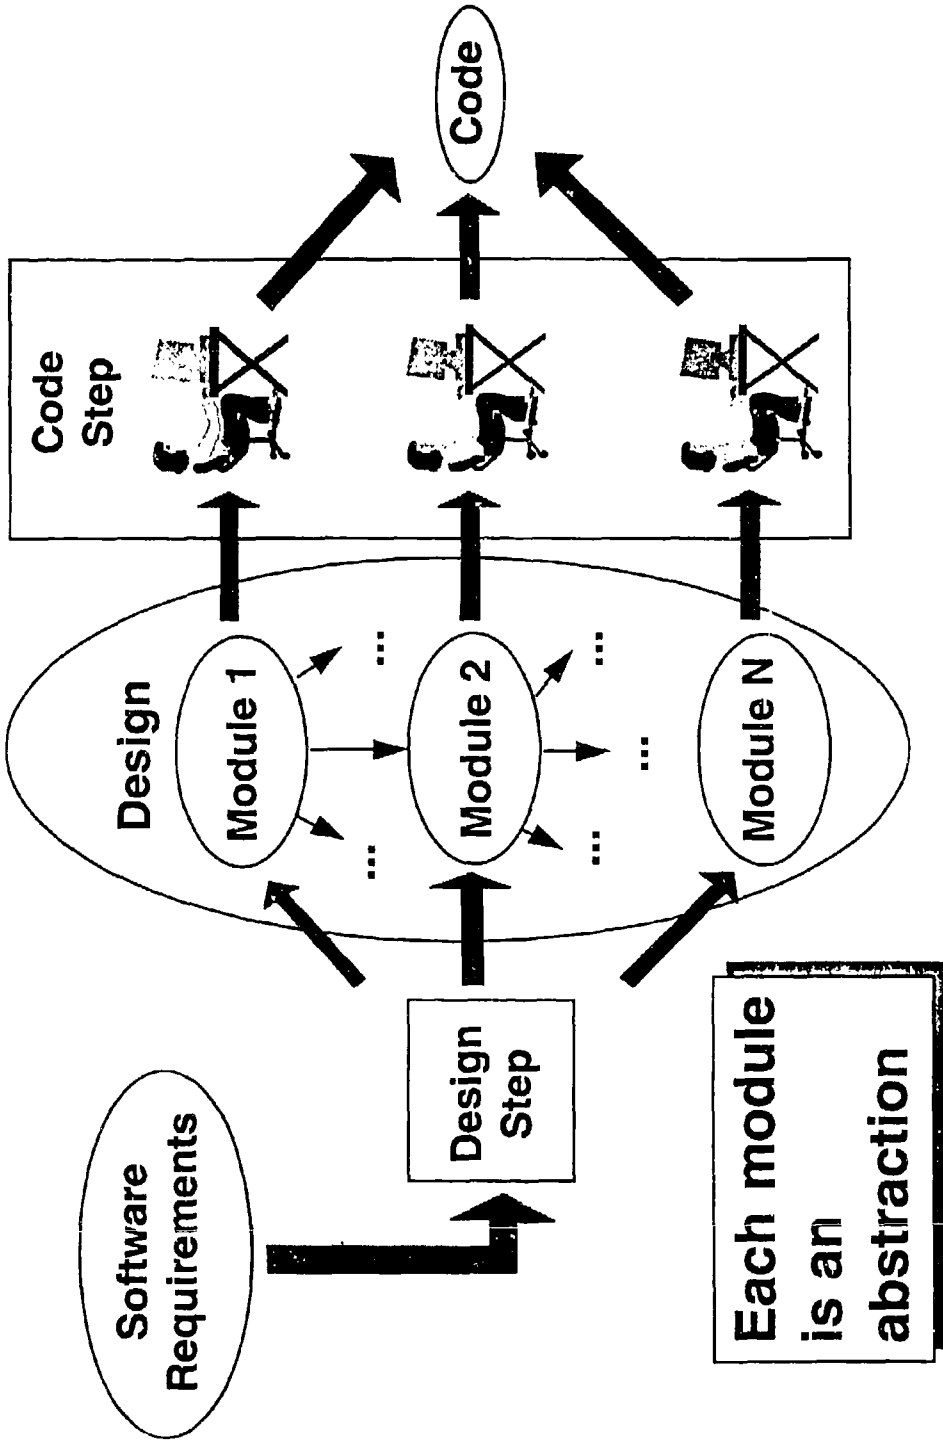 Software
Requirements
Design
Step
Design
Module 1
...
...
Module 2
...
...
...
Module N
Code
Step
Code
Each module
is an
abstraction